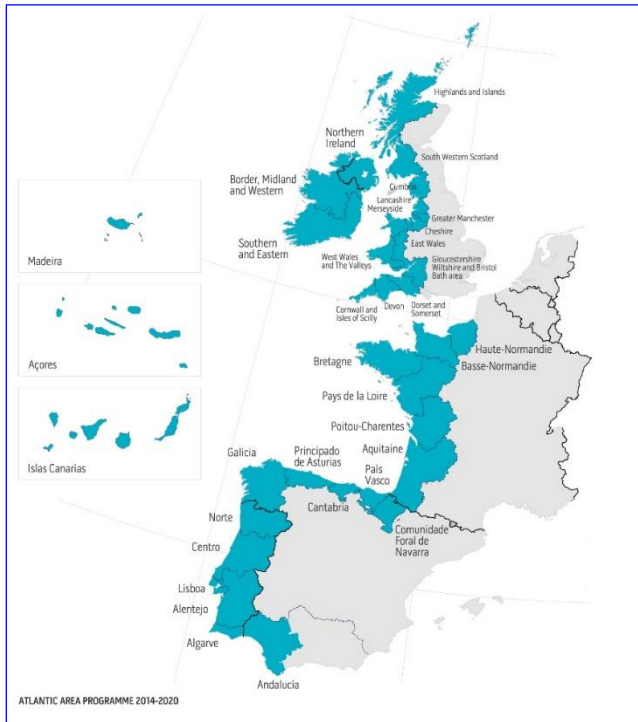 Highlands and Islands
Northern
Ireland
South Western Scotland
Border, Midland
and Western
Cumbria
Lancashire
Merseyside
Greater Manchester
Cheshire
East Wales
Southern
and Eastern
West Wales
and The Valleys
Gloucestershire
Wiltshire and Bristol
Bath area
Cornwall and
Isles of Scilly
Devon
Dorset and
Somerset
Madeira
Haute-Normandie
Basse-Normandie
Bretagne
Açores
Pays de la Loire
Poitou-Charentes
Aquitaine
Galicia
Principado
de Asturias
País
Vasco
Islas Canarias
Cantabria
Comunidade
Foral de
Navarra
Norte
Centro
Lisboa
Alentejo
Algarve
Andalucía
ATLANTIC AREA PROGRAMME 2014-2020